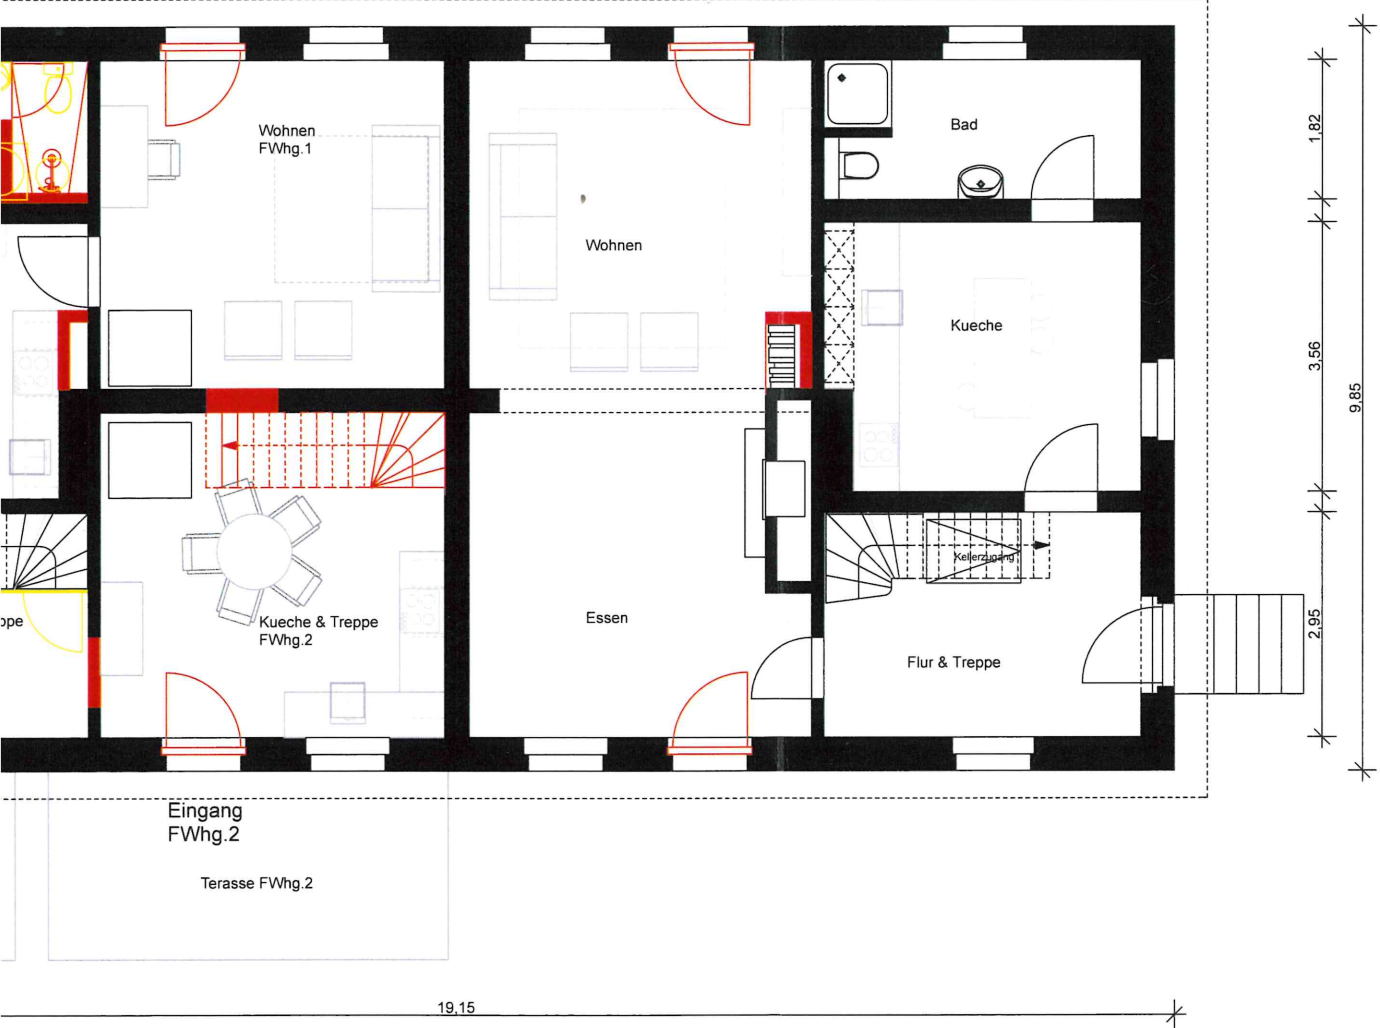 Wohnen
FWhg.1
Bad
1,82
Wohnen
Kueche
3,56
9,85
Kellerzugang
ppe
Kueche & Treppe
FWhg.2
Essen
Flur & Treppe
2,95
Eingang
FWhg.2
Terasse FWhg.2
19,15